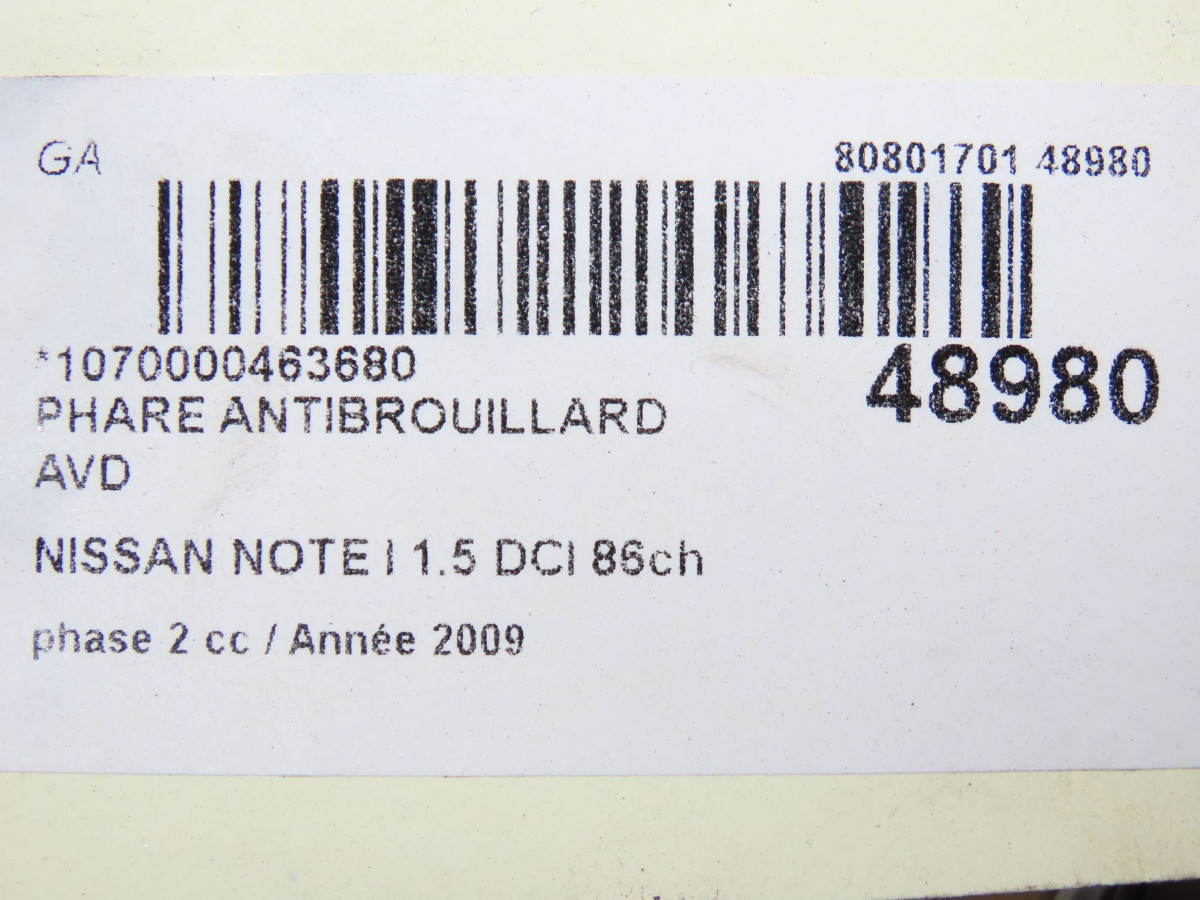 GA
80801701 48980
*1070000463680
48980
PHARE ANTIBROUILLARD
AVD
NISSAN NOTE I 1.5 DCI 86ch
phase 2 cc / Année 2009